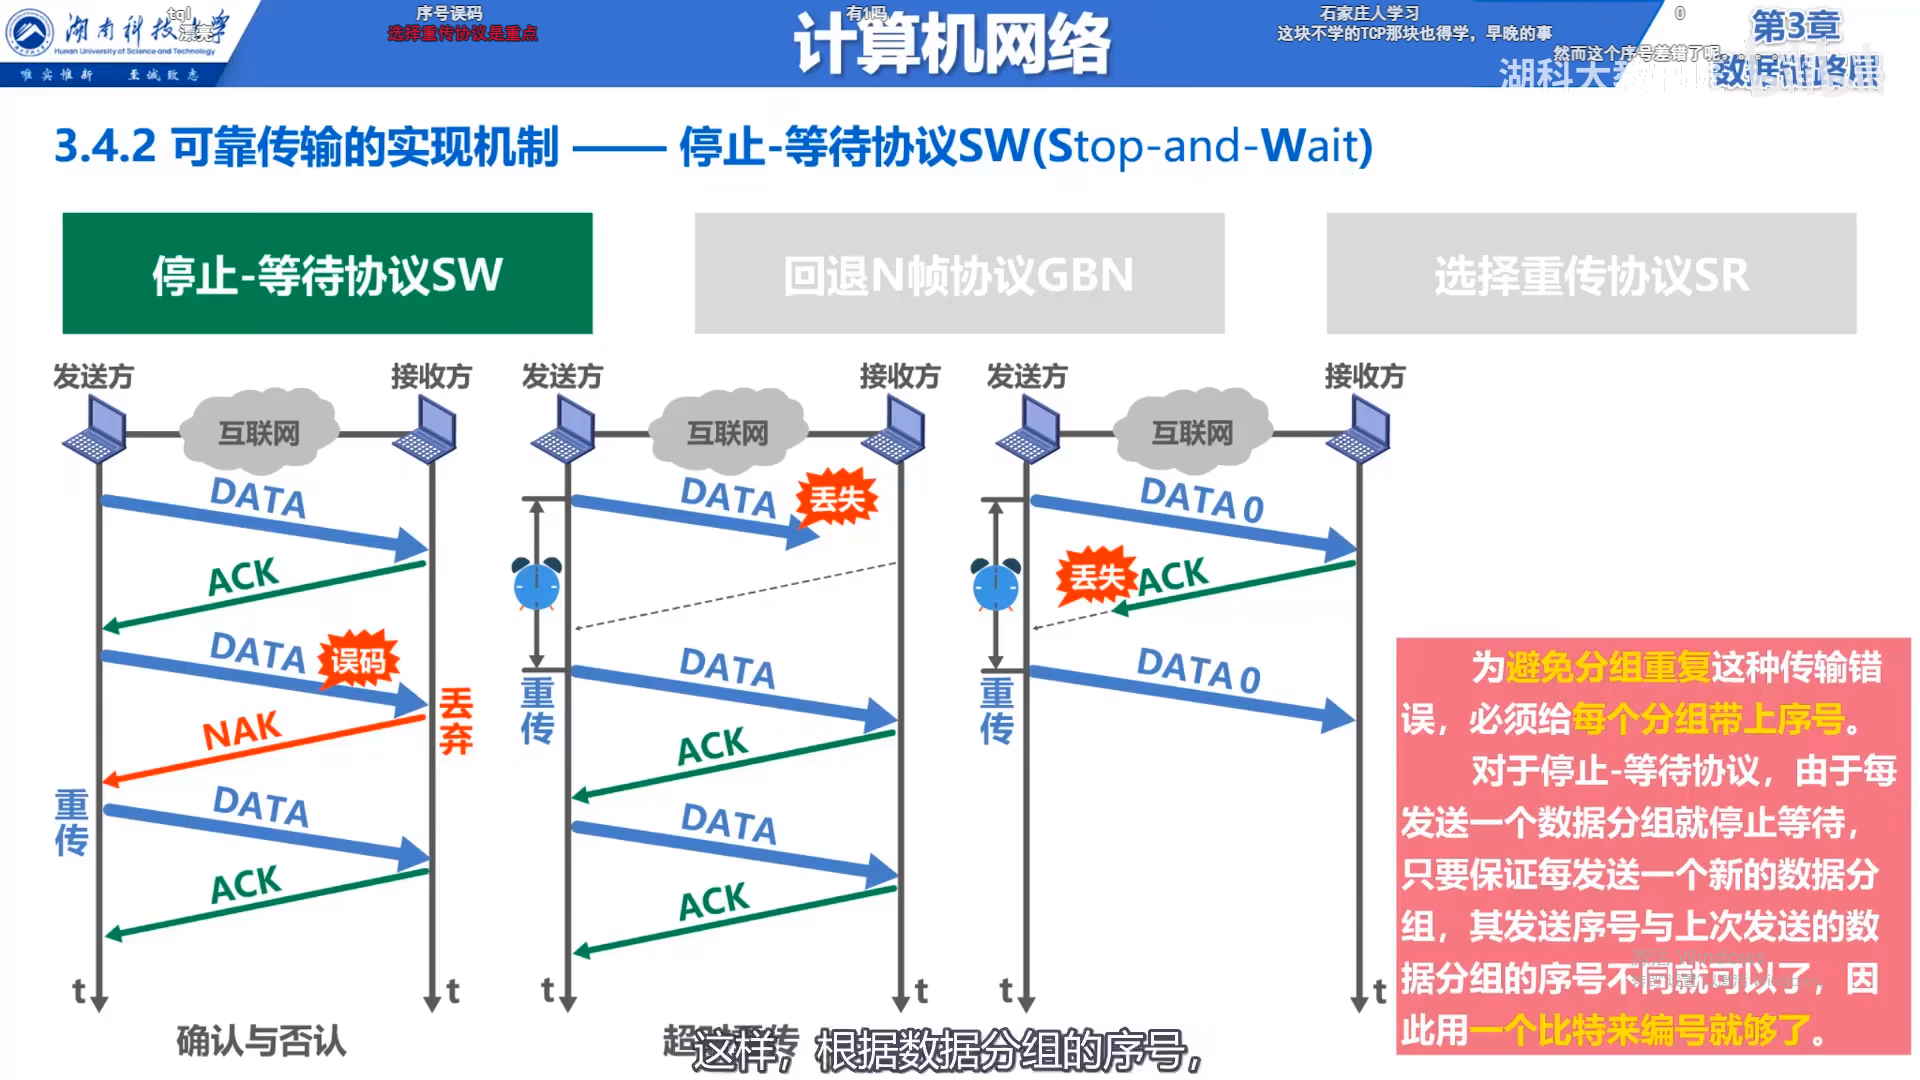 湖南科技大学
Hunan University of Science and Technology
唯实惟新 至诚致志
tql
漂亮
序号误码
选择重传协议是重点
有1吗
石家庄人学习
这块不学的TCP那块也得学，早晚的事
0
然而这个序号差错了呢。。。。
计算机网络
第3章
数据链路层
湖科大教书匠
3.4.2 可靠传输的实现机制 —— 停止-等待协议SW(Stop-and-Wait)
停止-等待协议SW
回退N帧协议GBN
选择重传协议SR
发送方
接收方
互联网
DATA
ACK
DATA
误码
丢弃
NAK
重传
DATA
ACK
t
t
确认与否认
发送方
接收方
互联网
DATA
丢失
重传
DATA
ACK
DATA
ACK
t
t
超时重传
发送方
接收方
互联网
DATA 0
丢失
ACK
重传
DATA 0
t
t
为避免分组重复这种传输错
误，必须给每个分组带上序号。
对于停止-等待协议，由于每
发送一个数据分组就停止等待，
只要保证每发送一个新的数据分
组，其发送序号与上次发送的数
据分组的序号不同就可以了，因
此用一个比特来编号就够了。
激活 Windows
这样，根据数据分组的序号，